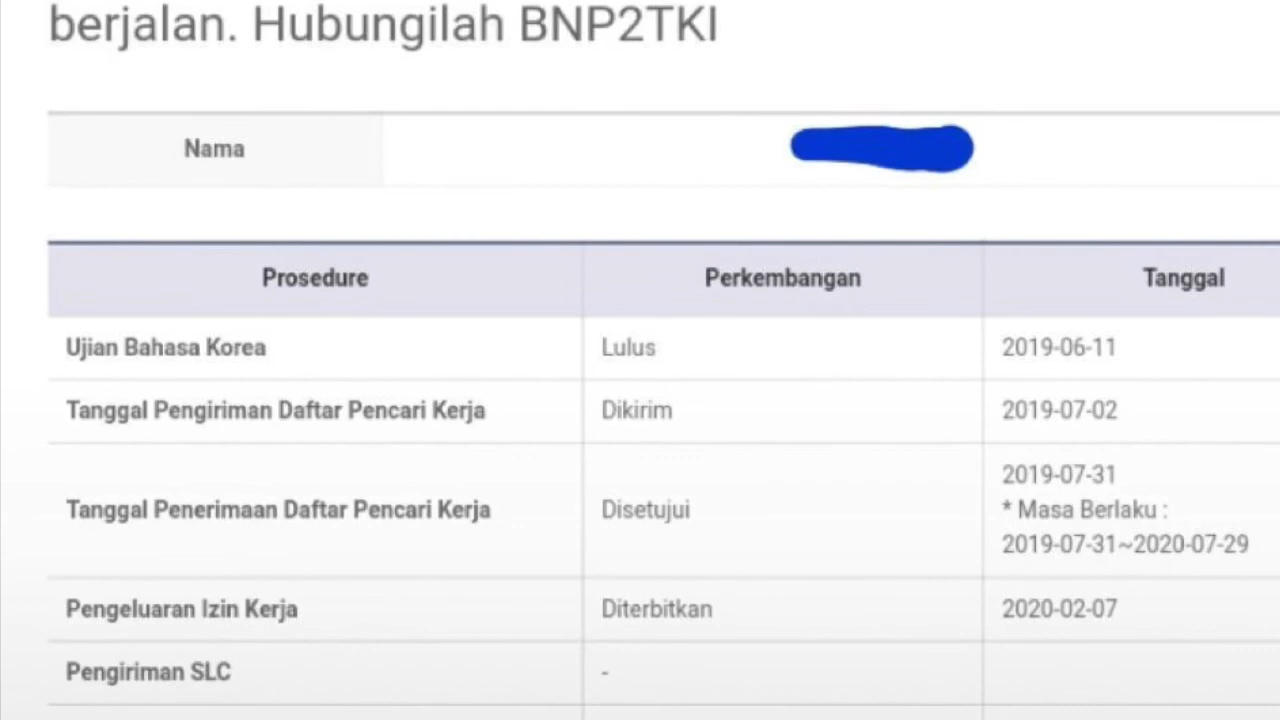 berjalan. Hubungilah BNP2TKI
Nama
Prosedure Perkembangan Tanggal
Ujian Bahasa Korea Lulus 2019-06-11
Tanggal Pengiriman Daftar Pencari Kerja Dikirim 2019-07-02
Tanggal Penerimaan Daftar Pencari Kerja Disetujui 2019-07-31
* Masa Berlaku :
2019-07-31~2020-07-29
Pengeluaran Izin Kerja Diterbitkan 2020-02-07
Pengiriman SLC -